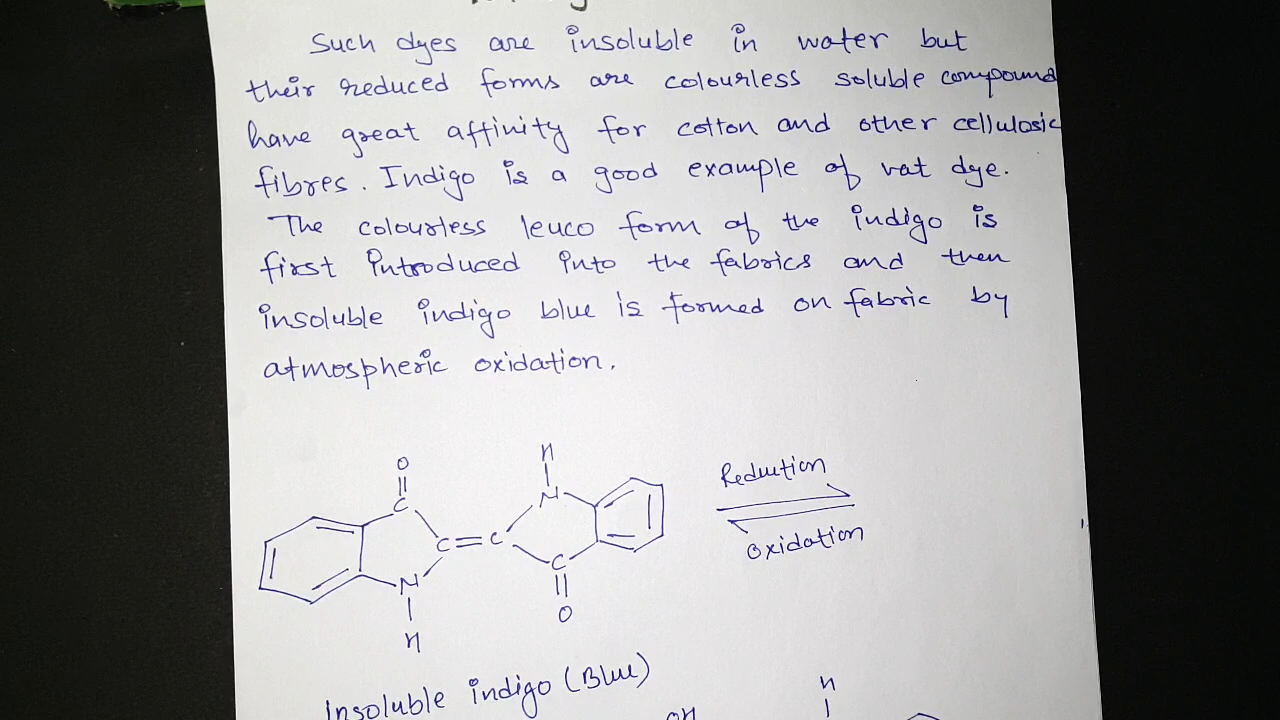 Such dyes are insoluble in water but
their reduced forms are colourless soluble compound
have great affinity for cotton and other cellulosic
fibres. Indigo is a good example of vat dye.
The colourless leuco form of the indigo is
first introduced into the fabrics and then
insoluble indigo blue is formed on fabric by
atmospheric oxidation.
O
C
N
H
C=C
H
N
C
O
Reduction
Oxidation
Insoluble indigo (Blue)
OH
H